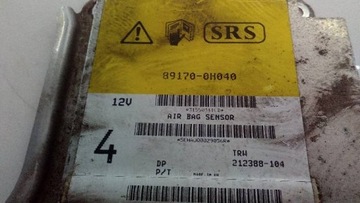 SRS
89170-0H040
12V
AIR BAG SENSOR
4
TRW
DP
212388-104
P/T